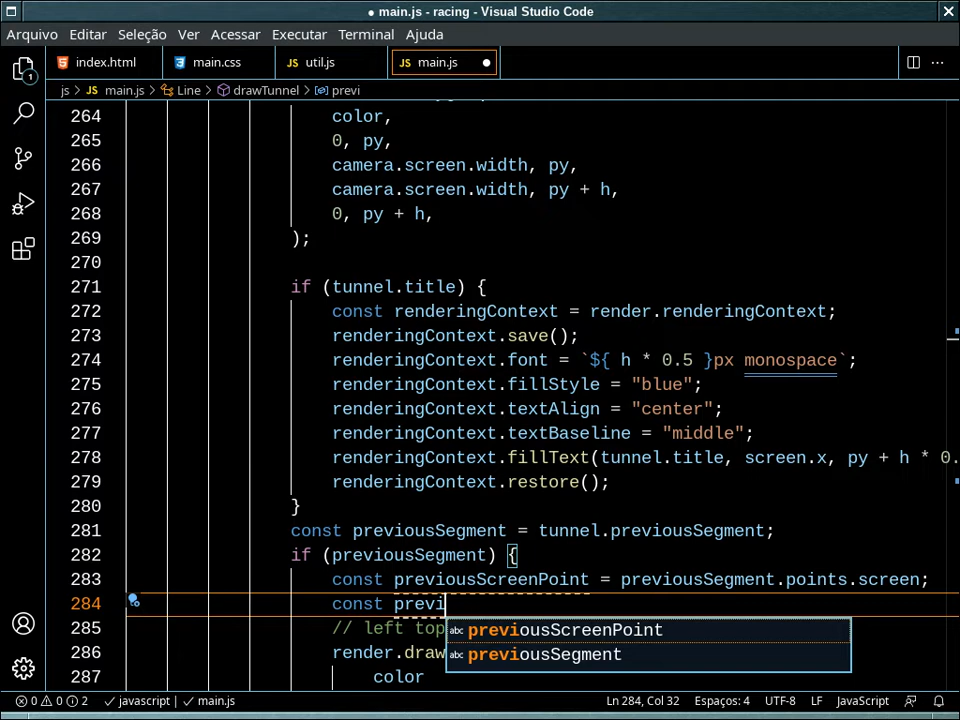 ● main.js - racing - Visual Studio Code
Arquivo Editar Seleção Ver Acessar Executar Terminal Ajuda
index.html main.css JS util.js JS main.js ●
js > JS main.js > Line > drawTunnel > previ
264 color,
265 0, py,
266 camera.screen.width, py,
267 camera.screen.width, py + h,
268 0, py + h,
269 );
270
271 if (tunnel.title) {
272 const renderingContext = render.renderingContext;
273 renderingContext.save();
274 renderingContext.font = `${ h * 0.5 }px monospace`;
275 renderingContext.fillStyle = "blue";
276 renderingContext.textAlign = "center";
277 renderingContext.textBaseline = "middle";
278 renderingContext.fillText(tunnel.title, screen.x, py + h * 0.
279 renderingContext.restore();
280 }
281 const previousSegment = tunnel.previousSegment;
282 if (previousSegment) {
283 const previousScreenPoint = previousSegment.points.screen;
284 const previ
285 // left top
abc previousScreenPoint
286 render.draw
abc previousSegment
287 color
1
0 0 2 javascript | main.js Ln 284, Col 32 Espaços: 4 UTF-8 LF JavaScript